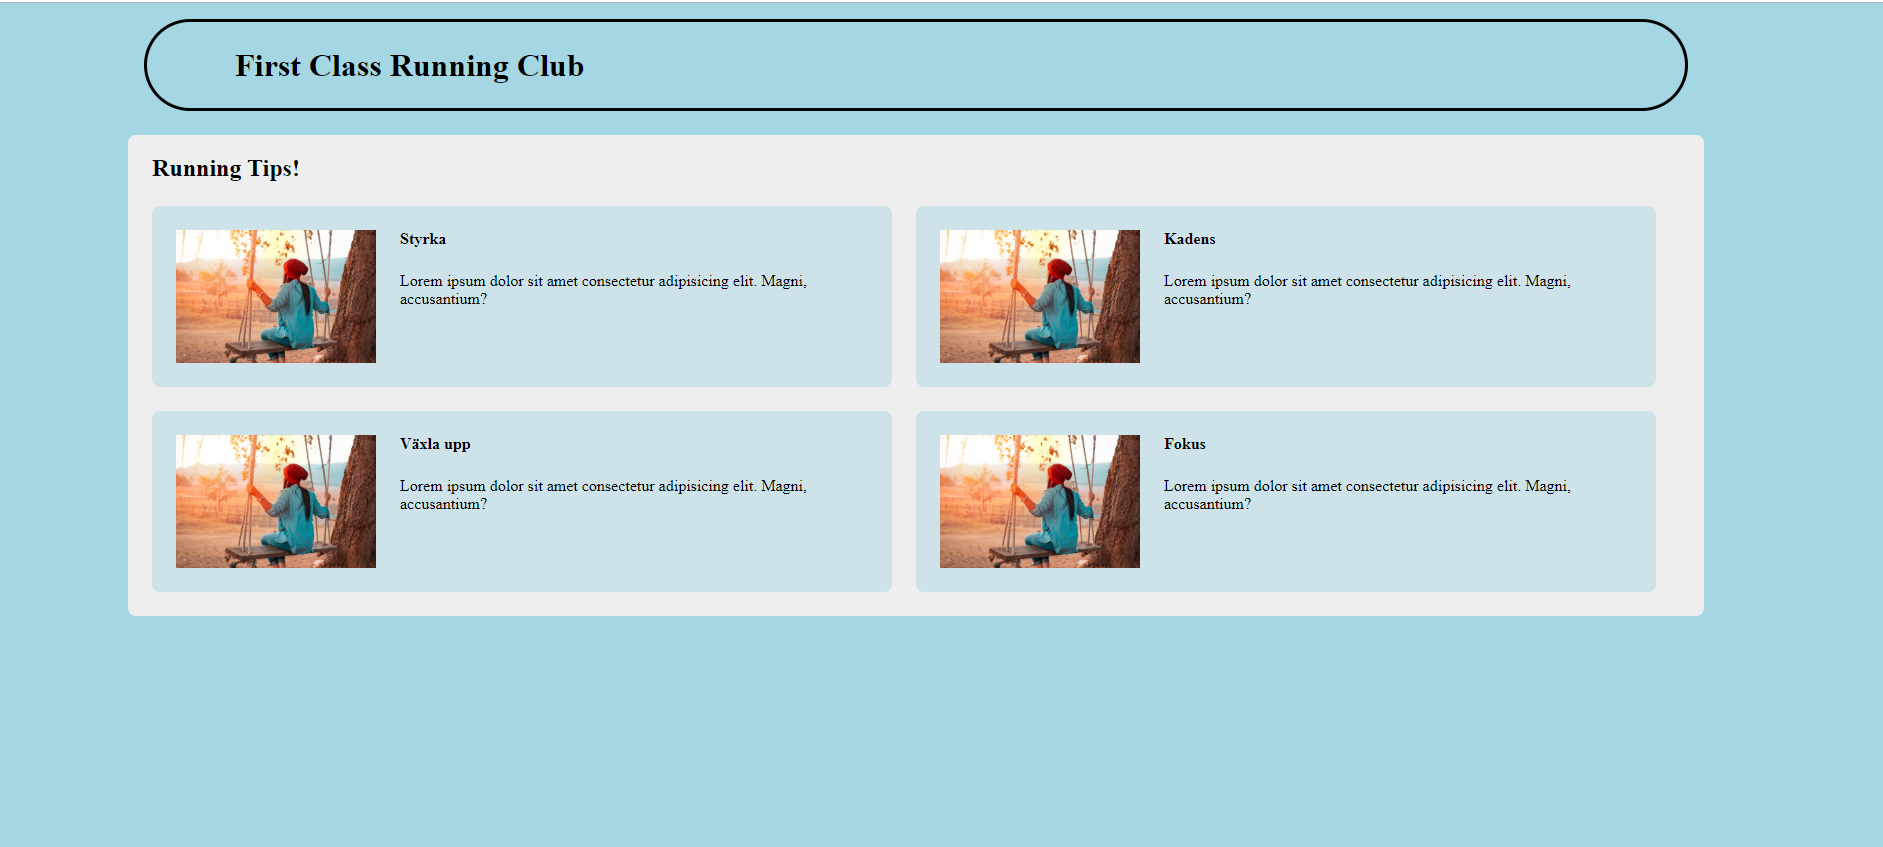 First Class Running Club
Running Tips!
Styrka
Lorem ipsum dolor sit amet consectetur adipisicing elit. Magni,
accusantium?
Kadens
Lorem ipsum dolor sit amet consectetur adipisicing elit. Magni,
accusantium?
Växla upp
Lorem ipsum dolor sit amet consectetur adipisicing elit. Magni,
accusantium?
Fokus
Lorem ipsum dolor sit amet consectetur adipisicing elit. Magni,
accusantium?